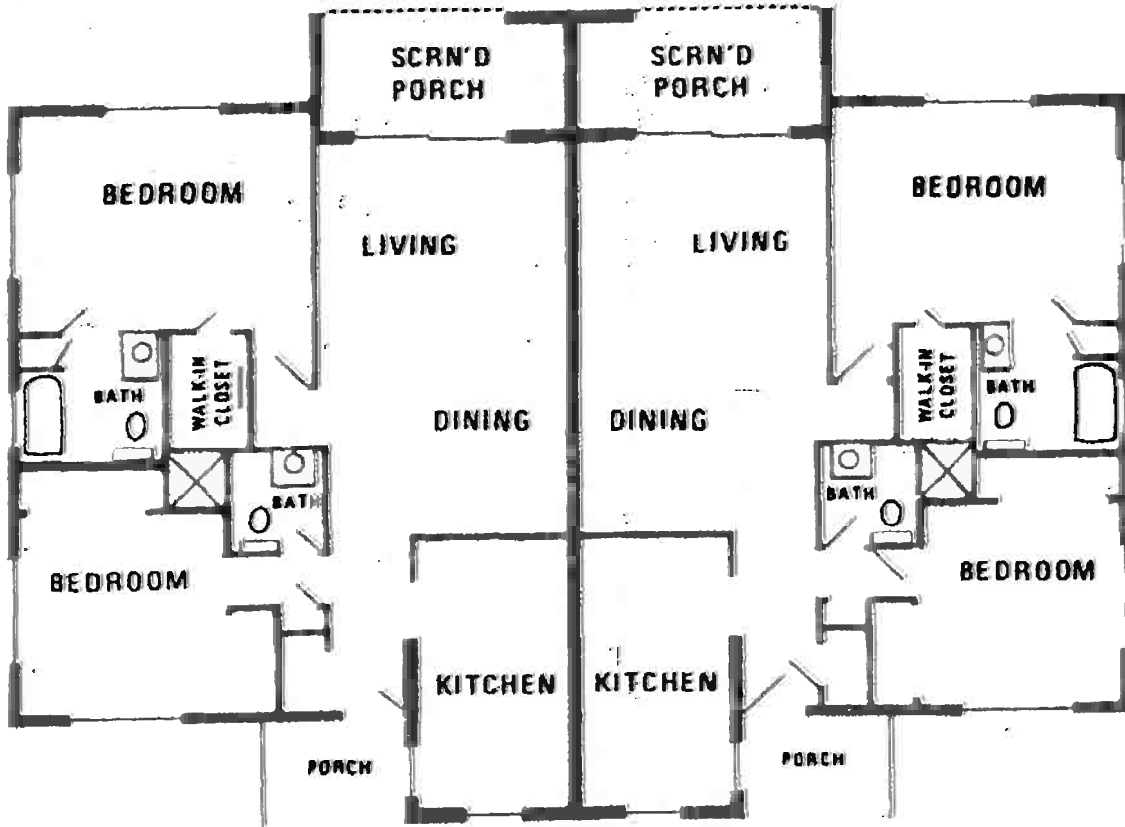 SCRN'D
PORCH
SCRN'D
PORCH
BEDROOM
BEDROOM
LIVING
LIVING
WALK-IN
CLOSET
WALK-IN
CLOSET
BATH
BATH
DINING
DINING
BATH
BATH
BEDROOM
BEDROOM
KITCHEN
KITCHEN
PORCH
PORCH